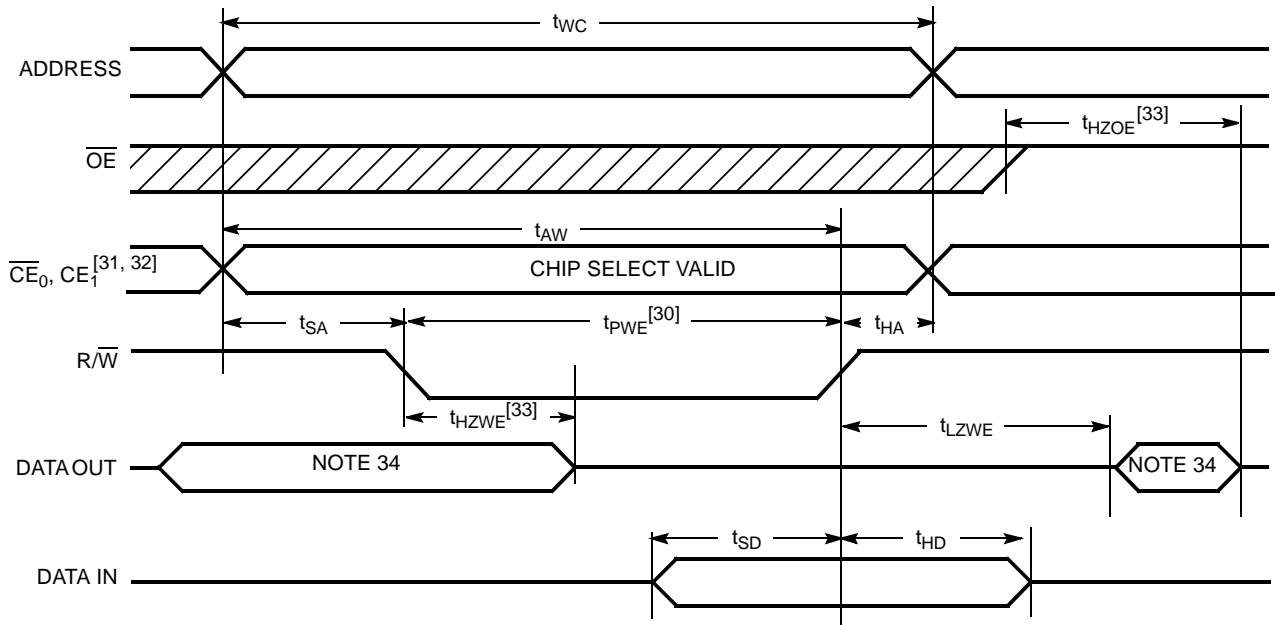 tWC
ADDRESS
tHZOE[33]
OE
tAW
CE0, CE1[31, 32]
CHIP SELECT VALID
tSA
tPWE[30]
tHA
R/W
tHZWE[33]
tLZWE
DATA OUT
NOTE 34
NOTE 34
tSD
tHD
DATA IN